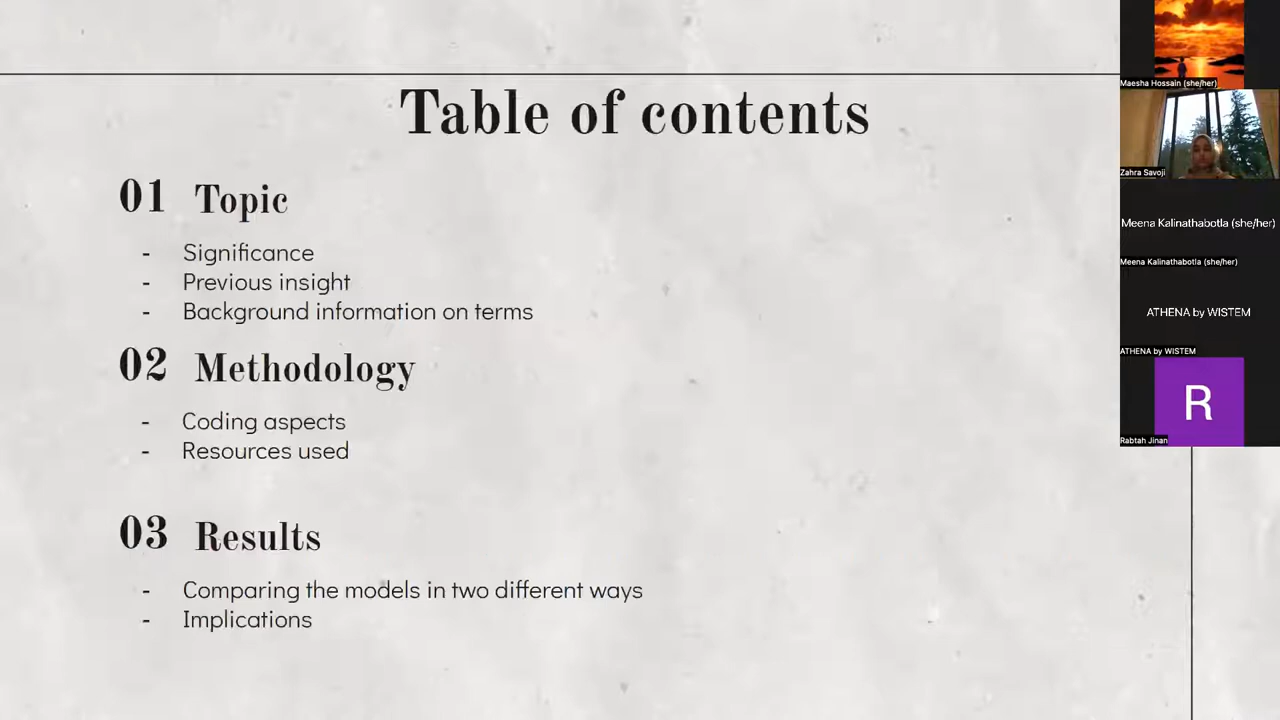 Table of contents
01 Topic
- Significance
- Previous insight
- Background information on terms
02 Methodology
- Coding aspects
- Resources used
03 Results
- Comparing the models in two different ways
- Implications
Maesha Hossain (she/her)
Zahra Savoji
Meena Kalinathabotla (she/her)
Meena Kalinathabotla (she/her)
ATHENA by WISTEM
ATHENA by WISTEM
R
Rabtah Jinan